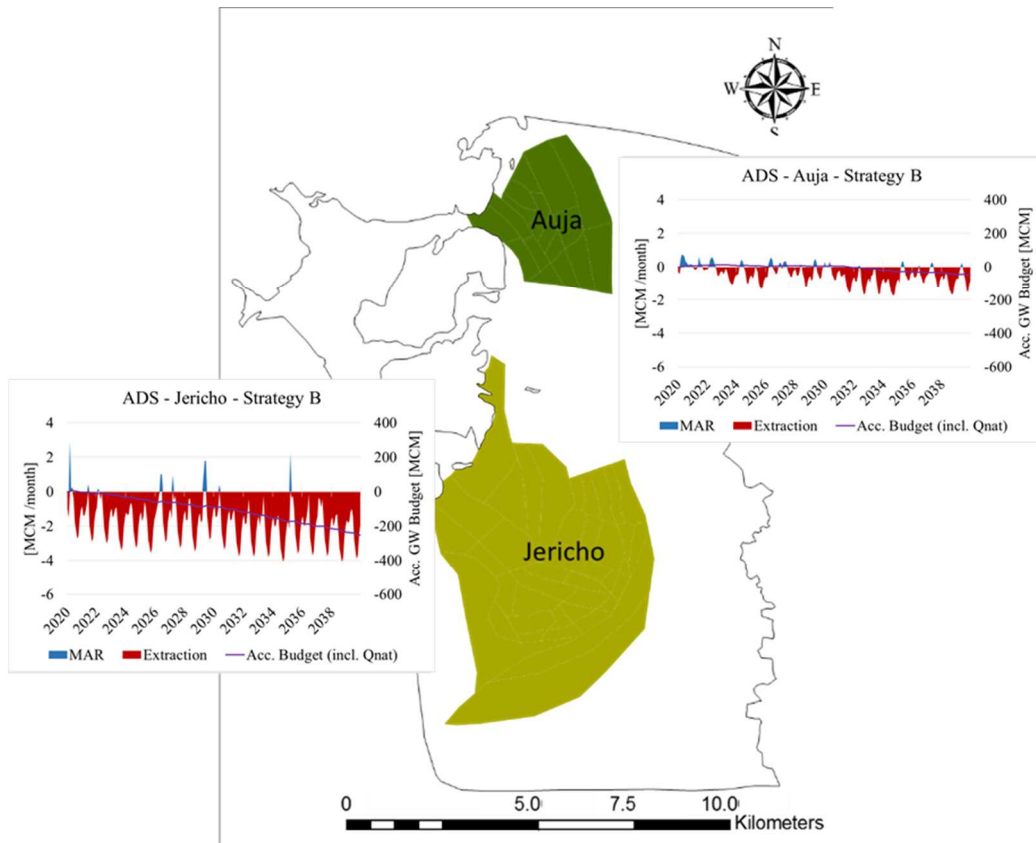 N
W E
S
Auja
ADS - Auja - Strategy B
4 400
2 200
0 0
-2 -200
-4 -400
-6 -600
[MCM /month]
Acc. GW Budget [MCM]
2020 2022 2024 2026 2028 2030 2032 2034 2036 2038
MAR Extraction Acc. Budget (incl. Qnat)
ADS - Jericho - Strategy B
4 400
2 200
0 0
-2 -200
-4 -400
-6 -600
[MCM /month]
Acc. GW Budget [MCM]
2020 2022 2024 2026 2028 2030 2032 2034 2036 2038
MAR Extraction Acc. Budget (incl. Qnat)
Jericho
0 5.0 7.5 10.0
Kilometers